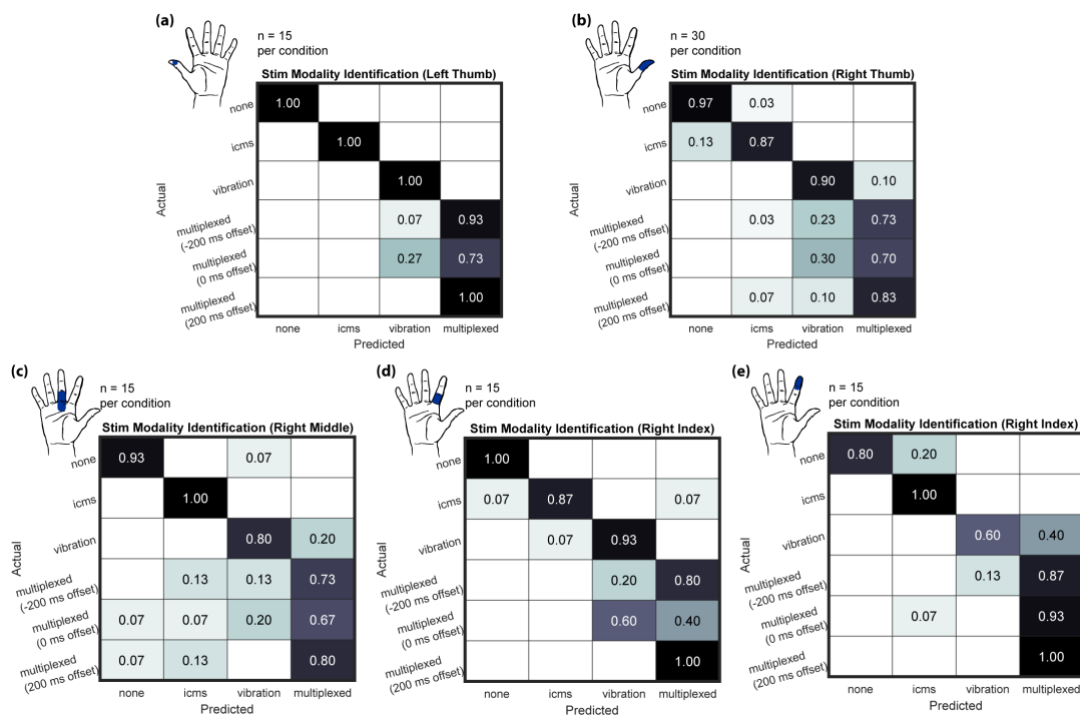 (a)
n = 15
per condition
Stim Modality Identification (Left Thumb)
Actual
none 1.00
icms 1.00
vibration 1.00
multiplexed
(-200 ms offset) 0.07 0.93
multiplexed
(0 ms offset) 0.27 0.73
multiplexed
(200 ms offset) 1.00
none icms vibration multiplexed
Predicted
(b)
n = 30
per condition
Stim Modality Identification (Right Thumb)
Actual
none 0.97 0.03
icms 0.13 0.87
vibration 0.90 0.10
multiplexed
(-200 ms offset) 0.03 0.23 0.73
multiplexed
(0 ms offset) 0.30 0.70
multiplexed
(200 ms offset) 0.07 0.10 0.83
none icms vibration multiplexed
Predicted
(c)
n = 15
per condition
Stim Modality Identification (Right Middle)
Actual
none 0.93 0.07
icms 1.00
vibration 0.80 0.20
multiplexed
(-200 ms offset) 0.13 0.13 0.73
multiplexed
(0 ms offset) 0.07 0.07 0.20 0.67
multiplexed
(200 ms offset) 0.07 0.13 0.80
none icms vibration multiplexed
Predicted
(d)
n = 15
per condition
Stim Modality Identification (Right Index)
Actual
none 1.00
icms 0.07 0.87 0.07
vibration 0.07 0.93
multiplexed
(-200 ms offset) 0.20 0.80
multiplexed
(0 ms offset) 0.60 0.40
multiplexed
(200 ms offset) 1.00
none icms vibration multiplexed
Predicted
(e)
n = 15
per condition
Stim Modality Identification (Right Index)
Actual
none 0.80 0.20
icms 1.00
vibration 0.60 0.40
multiplexed
(-200 ms offset) 0.13 0.87
multiplexed
(0 ms offset) 0.07 0.93
multiplexed
(200 ms offset) 1.00
none icms vibration multiplexed
Predicted